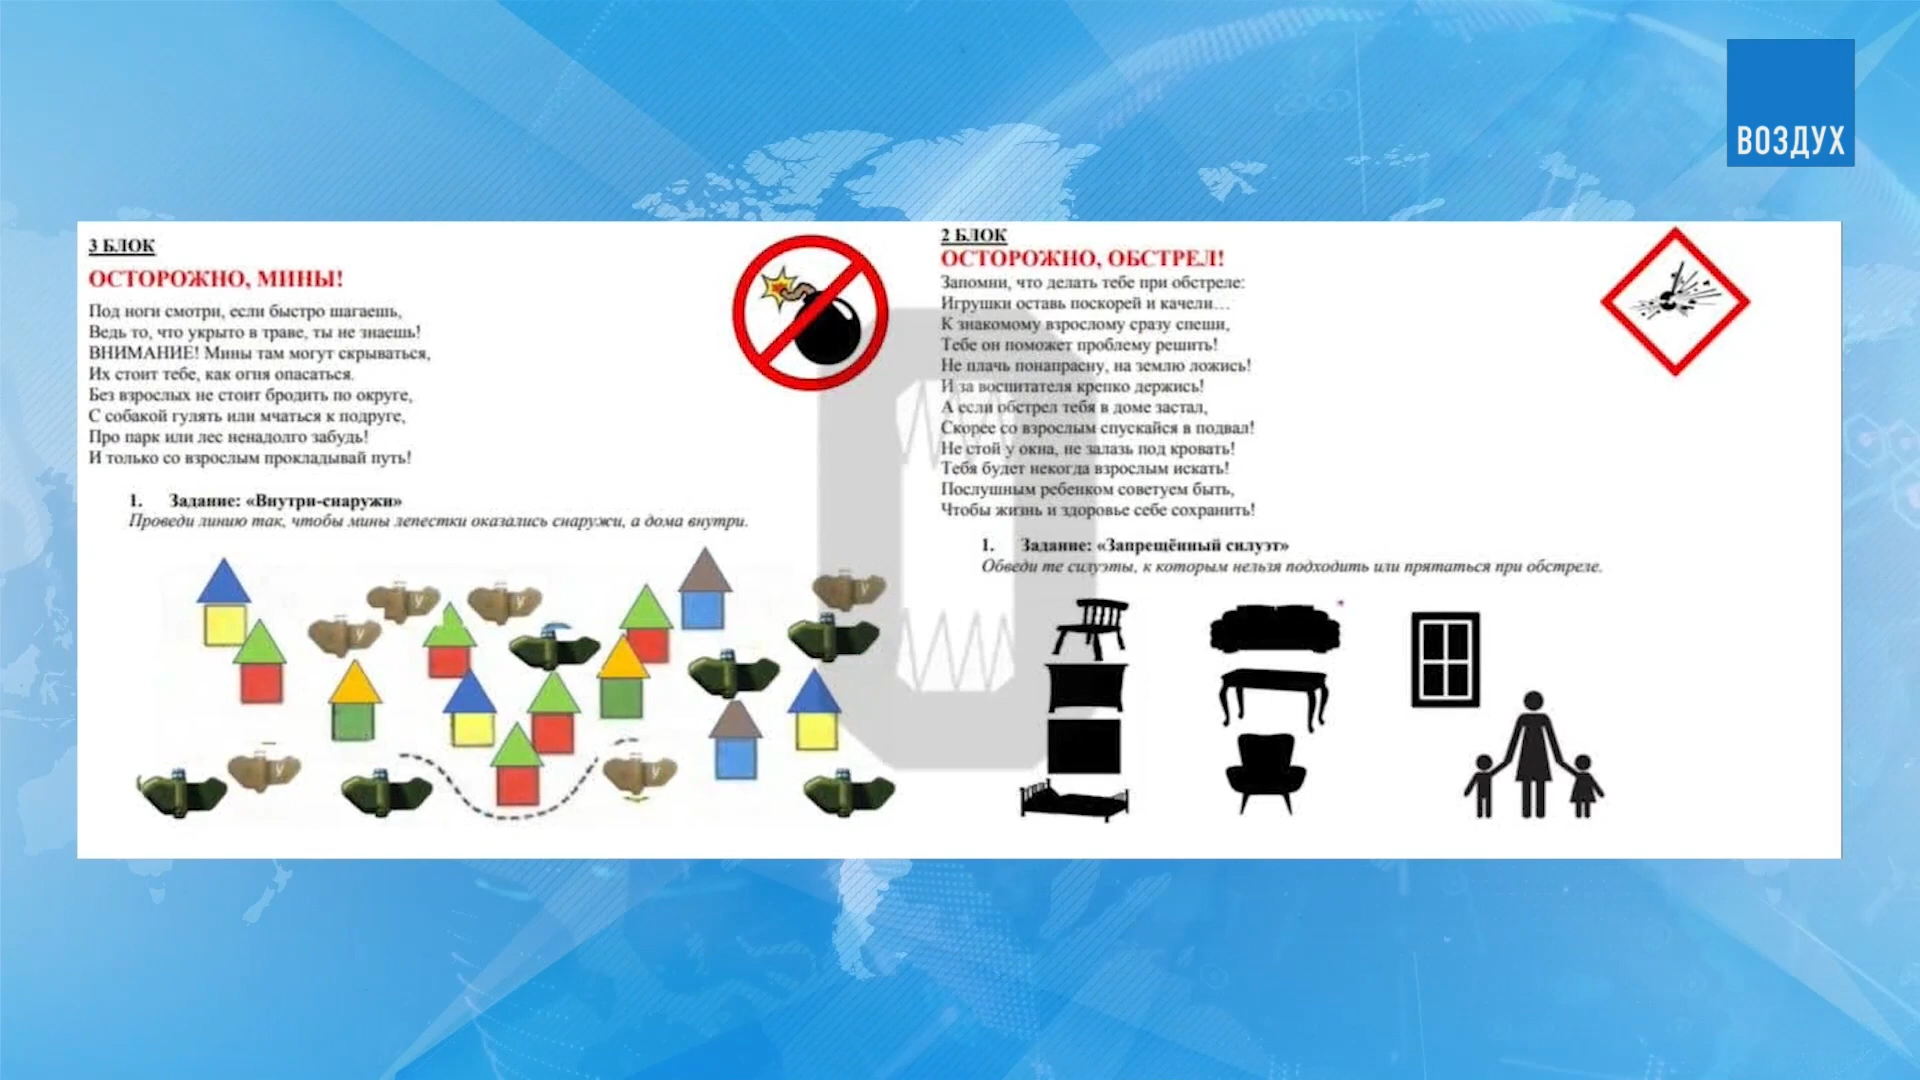 ВОЗДУХ
3 БЛОК
ОСТОРОЖНО, МИНЫ!
Под ноги смотри, если быстро шагаешь,
Ведь то, что укрыто в траве, ты не знаешь!
ВНИМАНИЕ! Мины там могут скрываться,
Их стоит тебе, как огня опасаться.
Без взрослых не стоит бродить по округе,
С собакой гулять или мчаться к подруге,
Про парк или лес ненадолго забудь!
И только со взрослым прокладывай путь!
1. Задание: «Внутри-снаружи»
Проведи линию так, чтобы мины лепестки оказались снаружи, а дома внутри.
У
У
У
У
У
У
2 БЛОК
ОСТОРОЖНО, ОБСТРЕЛ!
Запомни, что делать тебе при обстреле:
Игрушки оставь поскорей и качели…
К знакомому взрослому сразу спеши,
Тебе он поможет проблему решить!
Не плачь понапрасну, на землю ложись!
И за воспитателя крепко держись!
А если обстрел тебя в доме застал,
Скорее со взрослым спускайся в подвал!
Не стой у окна, не залазь под кровать!
Тебя будет некогда взрослым искать!
Послушным ребенком советуем быть,
Чтобы жизнь и здоровье себе сохранить!
1. Задание: «Запрещённый силуэт»
Обведи те силуэты, к которым нельзя подходить или прятаться при обстреле.